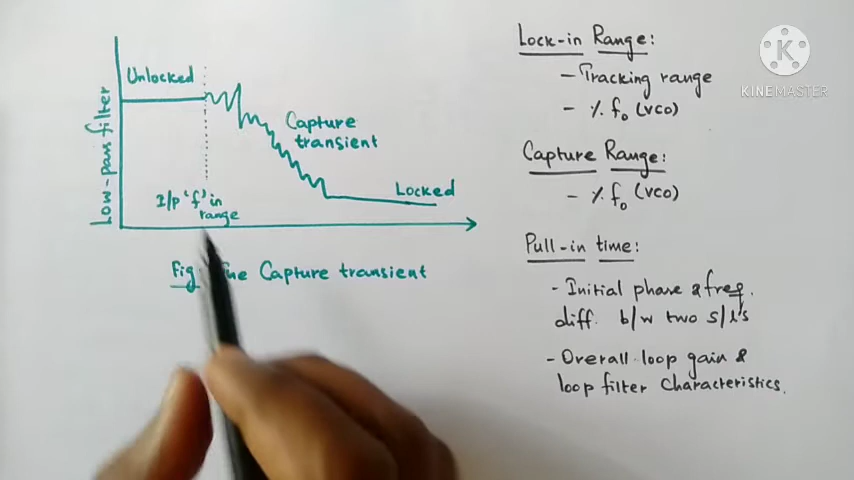 Low-pass filter
Unlocked
Capture
transient
Locked
I/p 'f' in
range
Fig: The Capture transient
Lock-in Range:
- Tracking range
- % f₀ (VCO)
Capture Range:
- % f₀ (VCO)
Pull-in time:
- Initial phase & freq.
diff. b/w two s/l's
- Overall loop gain &
loop filter Characteristics.
KINEMASTER